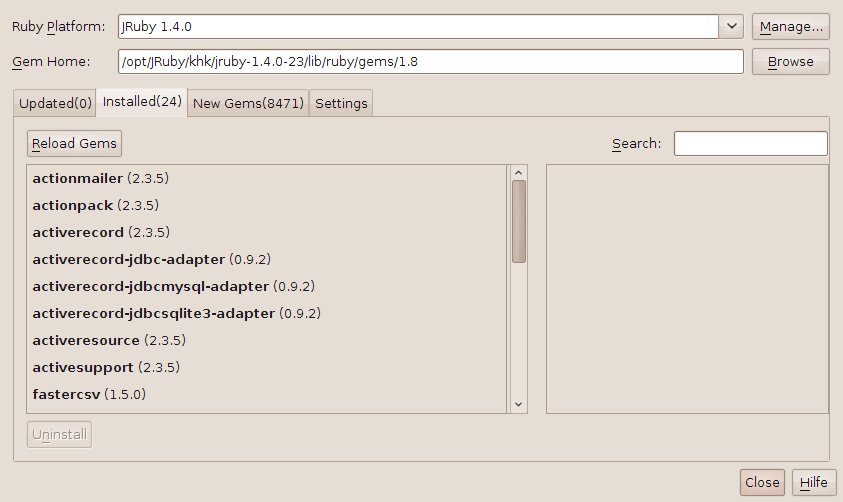 Ruby Platform: JRuby 1.4.0 Manage...
Gem Home: /opt/JRuby/khk/jruby-1.4.0-23/lib/ruby/gems/1.8 Browse
Updated(0) Installed(24) New Gems(8471) Settings
Reload Gems Search:
actionmailer (2.3.5)
actionpack (2.3.5)
activerecord (2.3.5)
activerecord-jdbc-adapter (0.9.2)
activerecord-jdbcmysql-adapter (0.9.2)
activerecord-jdbcsqlite3-adapter (0.9.2)
activeresource (2.3.5)
activesupport (2.3.5)
fastercsv (1.5.0)
Uninstall
Close Hilfe